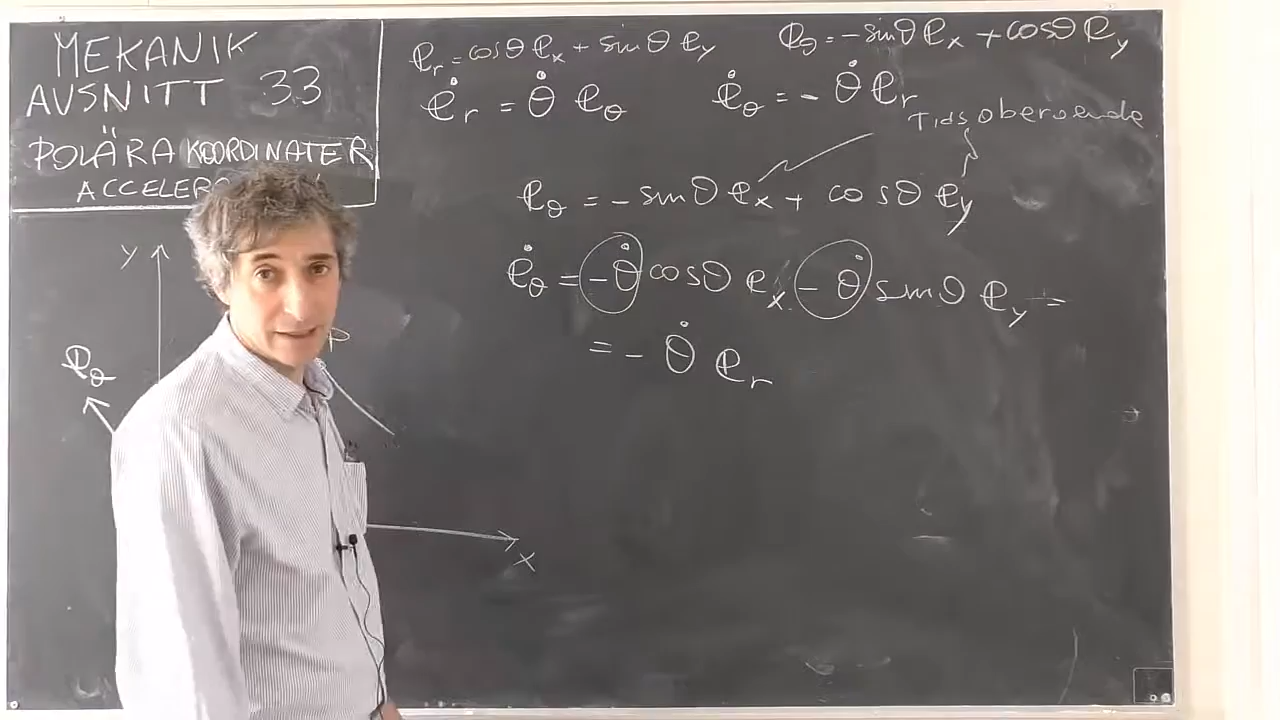 MEKANIK
AVSNITT 3.3
POLÄRA KOORDINATER
e_r = cosθ e_x + sinθ e_y
e_θ = -sinθ e_x + cosθ e_y
ė_r = θ̇ e_θ
ė_θ = - θ̇ e_r
Tidsoberoende
e_θ = - sinθ e_x + cosθ e_y
ė_θ = -θ̇ cosθ e_x - θ̇ sinθ e_y =
= - θ̇ e_r
y
P
e_θ
x